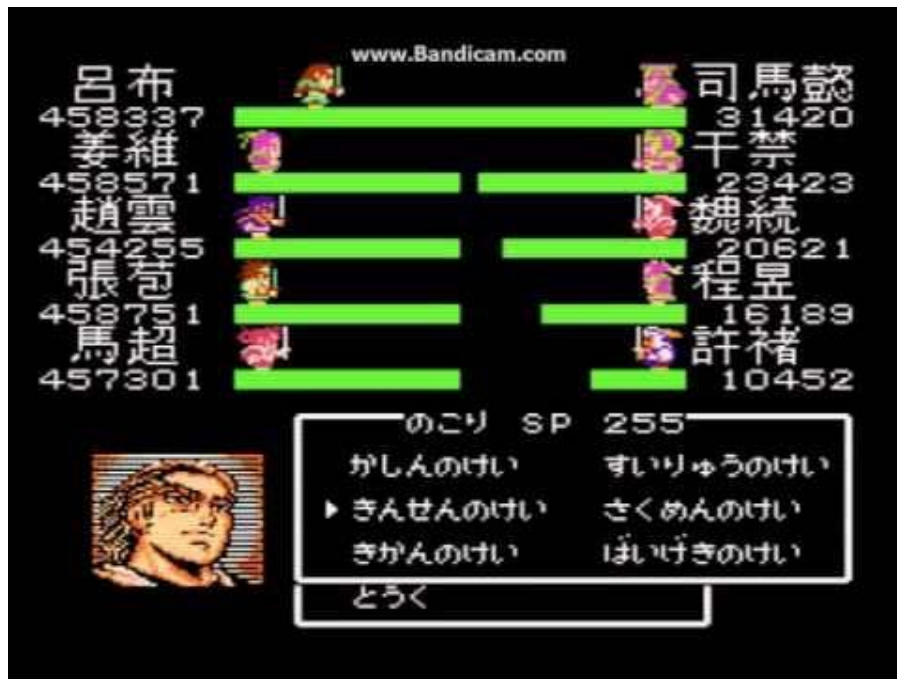 www.Bandicam.com
呂布 司馬懿
458337 31420
姜維 于禁
458571 23423
趙雲 魏続
454255 20621
張苞 程昱
458751 16189
馬超 許褚
457301 10452
のこり SP 255
かしんのけい すいりゅうのけい
▶きんせんのけい さくめんのけい
きかんのけい ばいげきのけい
とうく